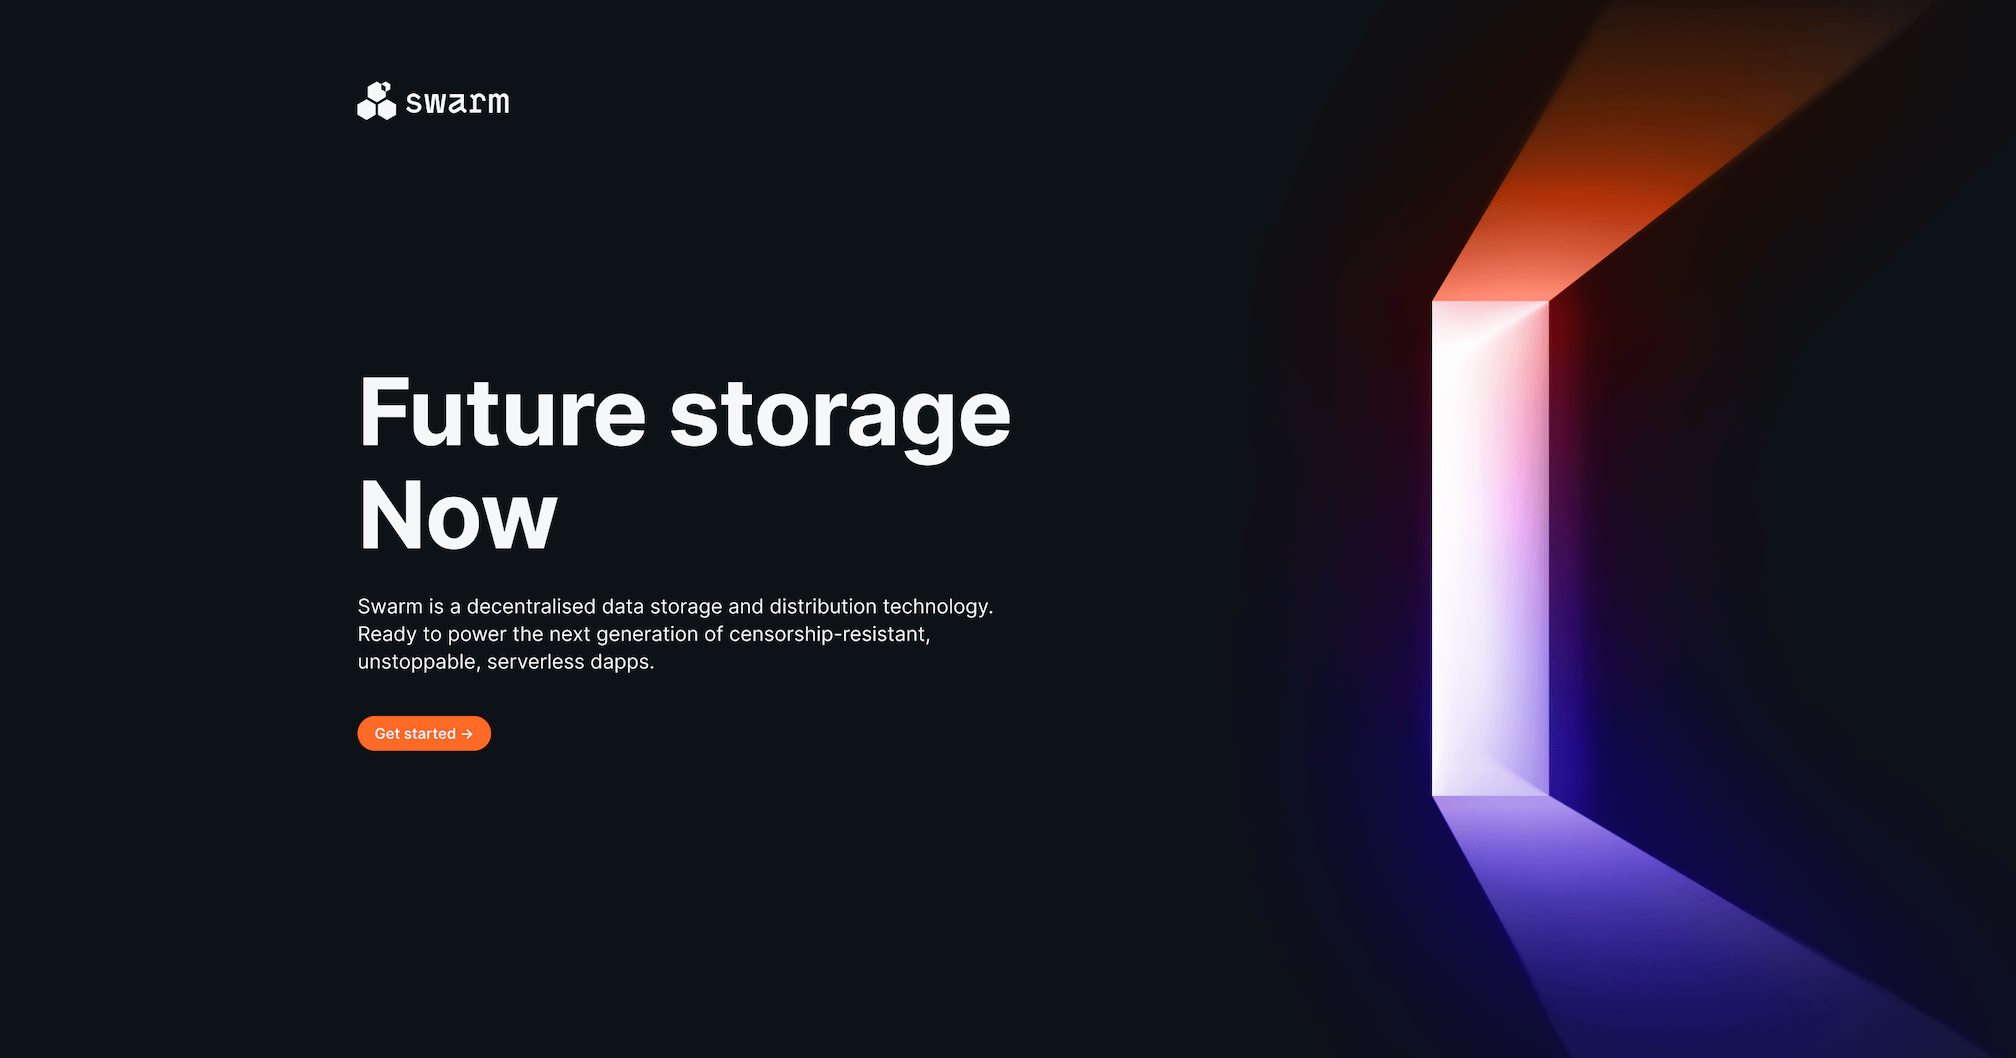 swarm
Future storage
Now
Swarm is a decentralised data storage and distribution technology.
Ready to power the next generation of censorship-resistant,
unstoppable, serverless dapps.
Get started →